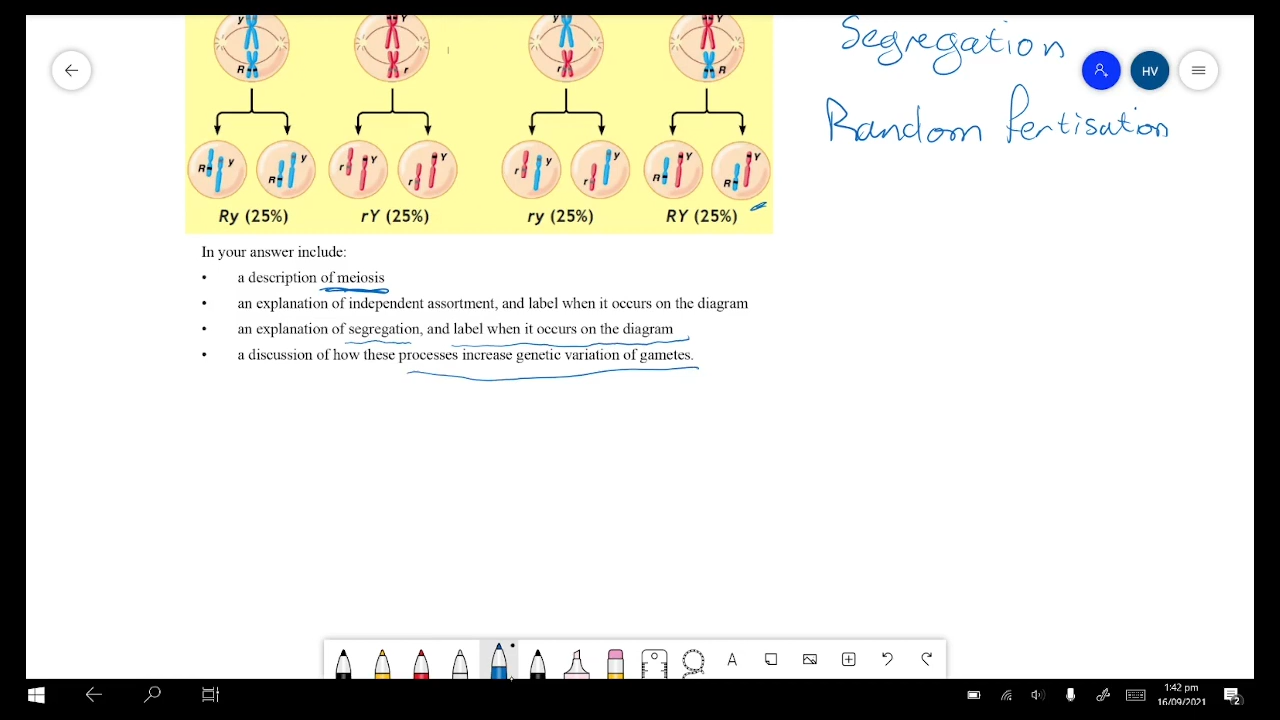 y Y y Y
R r r R
Segregation
HV
Random fertisation
R y R y r Y r Y r y r y R Y R Y
Ry (25%) rY (25%) ry (25%) RY (25%)
In your answer include:
• a description of meiosis
• an explanation of independent assortment, and label when it occurs on the diagram
• an explanation of segregation, and label when it occurs on the diagram
• a discussion of how these processes increase genetic variation of gametes.
A
1:42 pm
16/09/2021
2